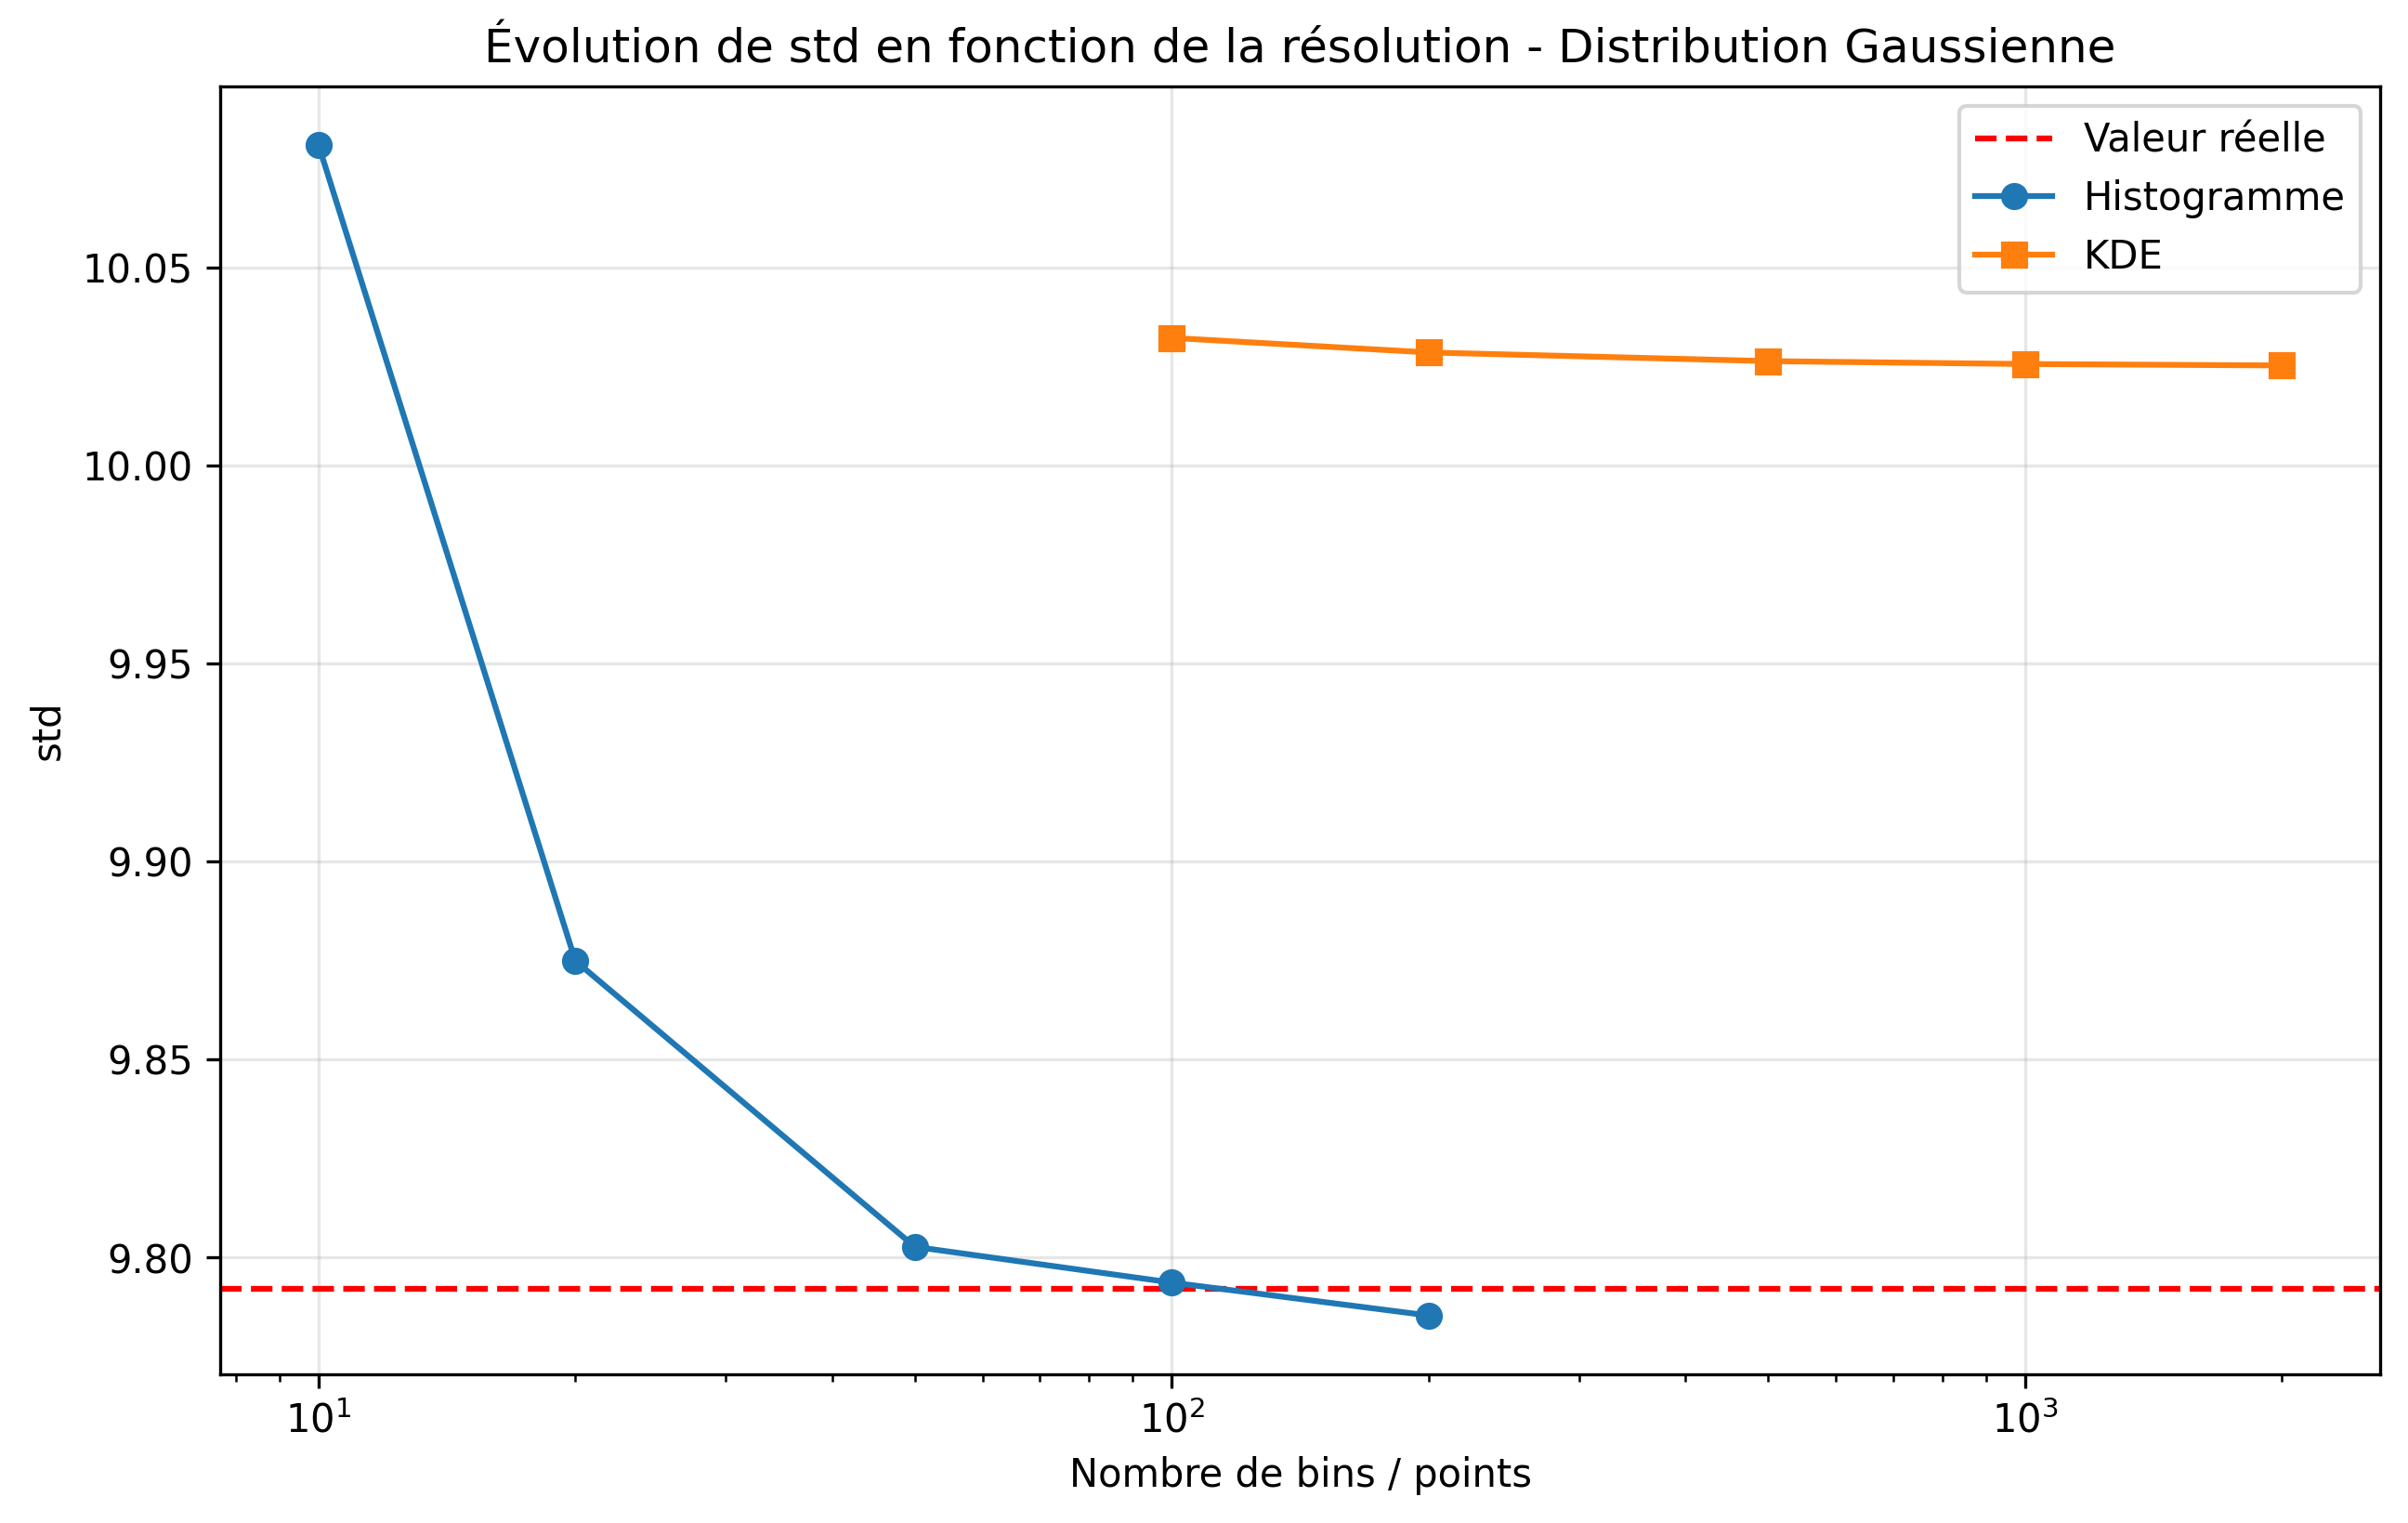 Évolution de std en fonction de la résolution - Distribution Gaussienne
Valeur réelle
Histogramme
KDE
10.05
10.00
9.95
9.90
9.85
9.80
std
10¹
10²
10³
Nombre de bins / points